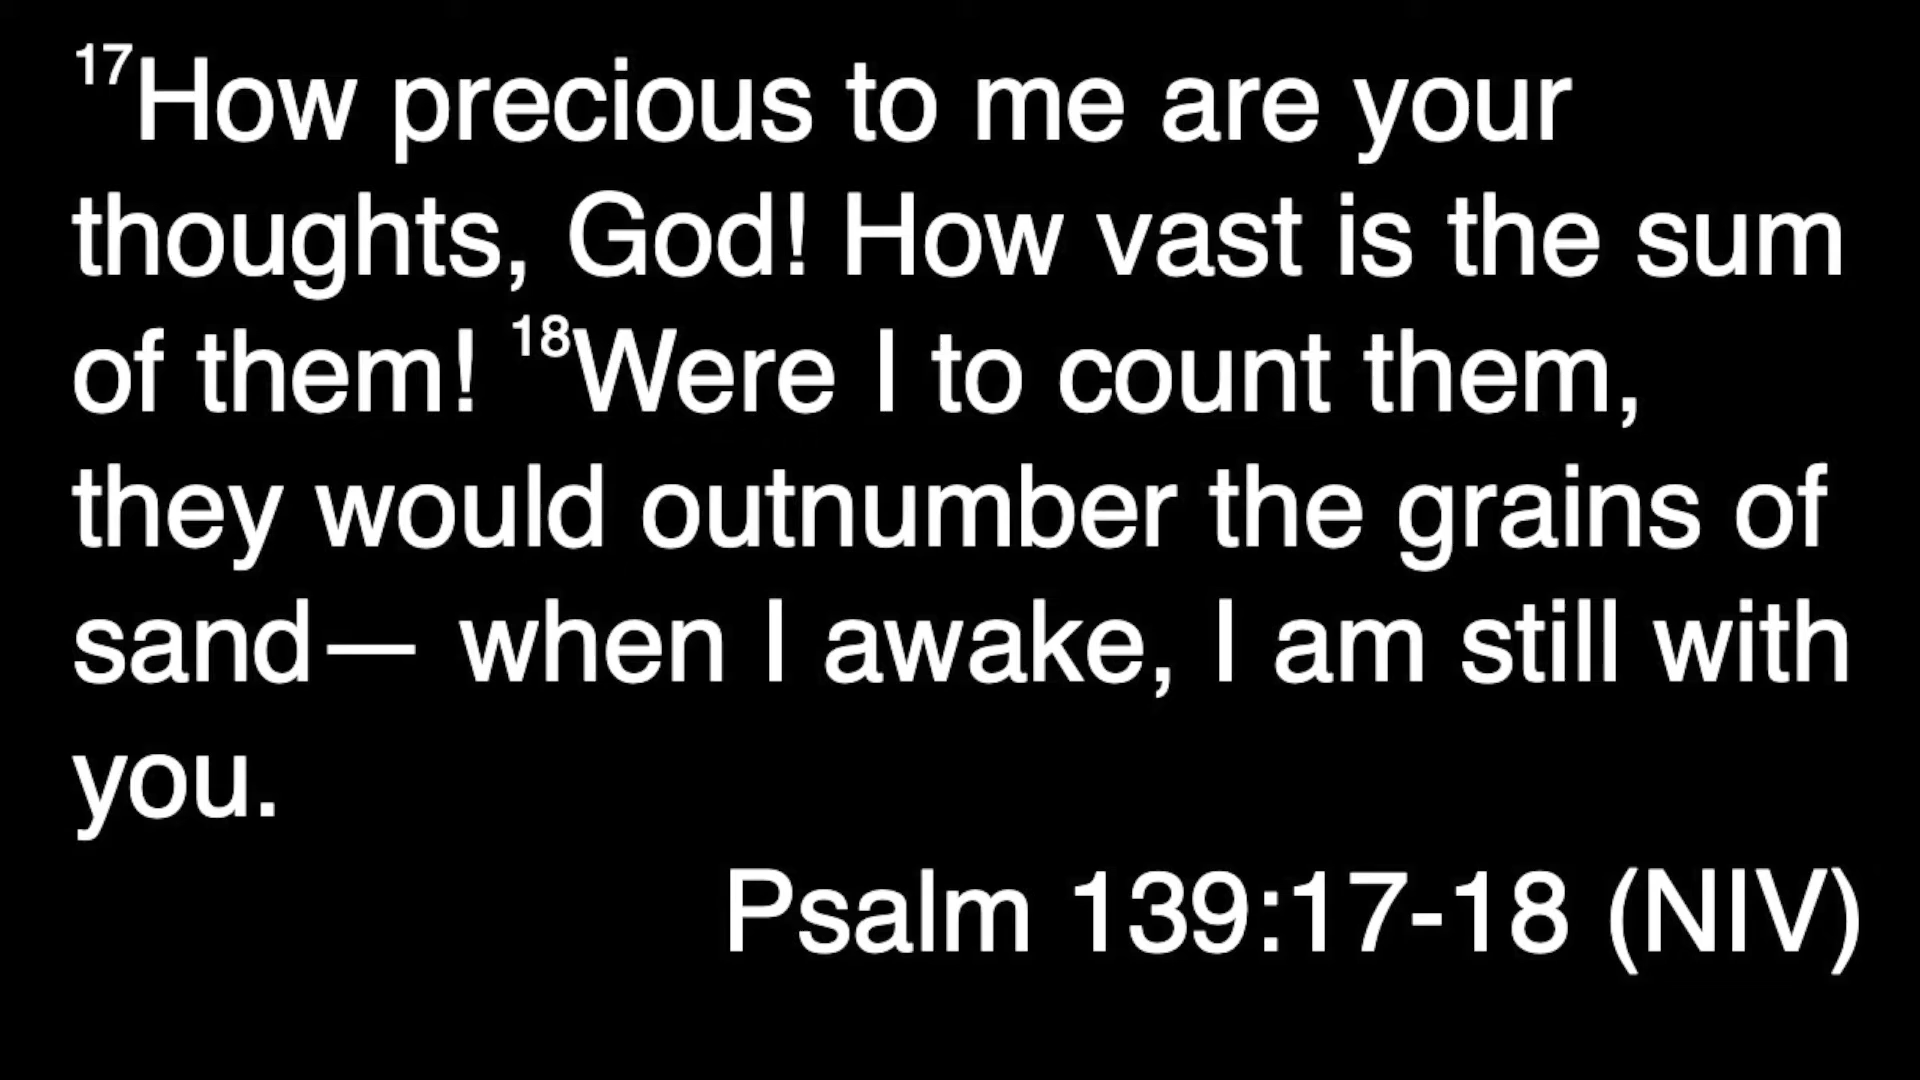 ¹⁷How precious to me are your
thoughts, God! How vast is the sum
of them! ¹⁸Were I to count them,
they would outnumber the grains of
sand— when I awake, I am still with
you.
Psalm 139:17-18 (NIV)